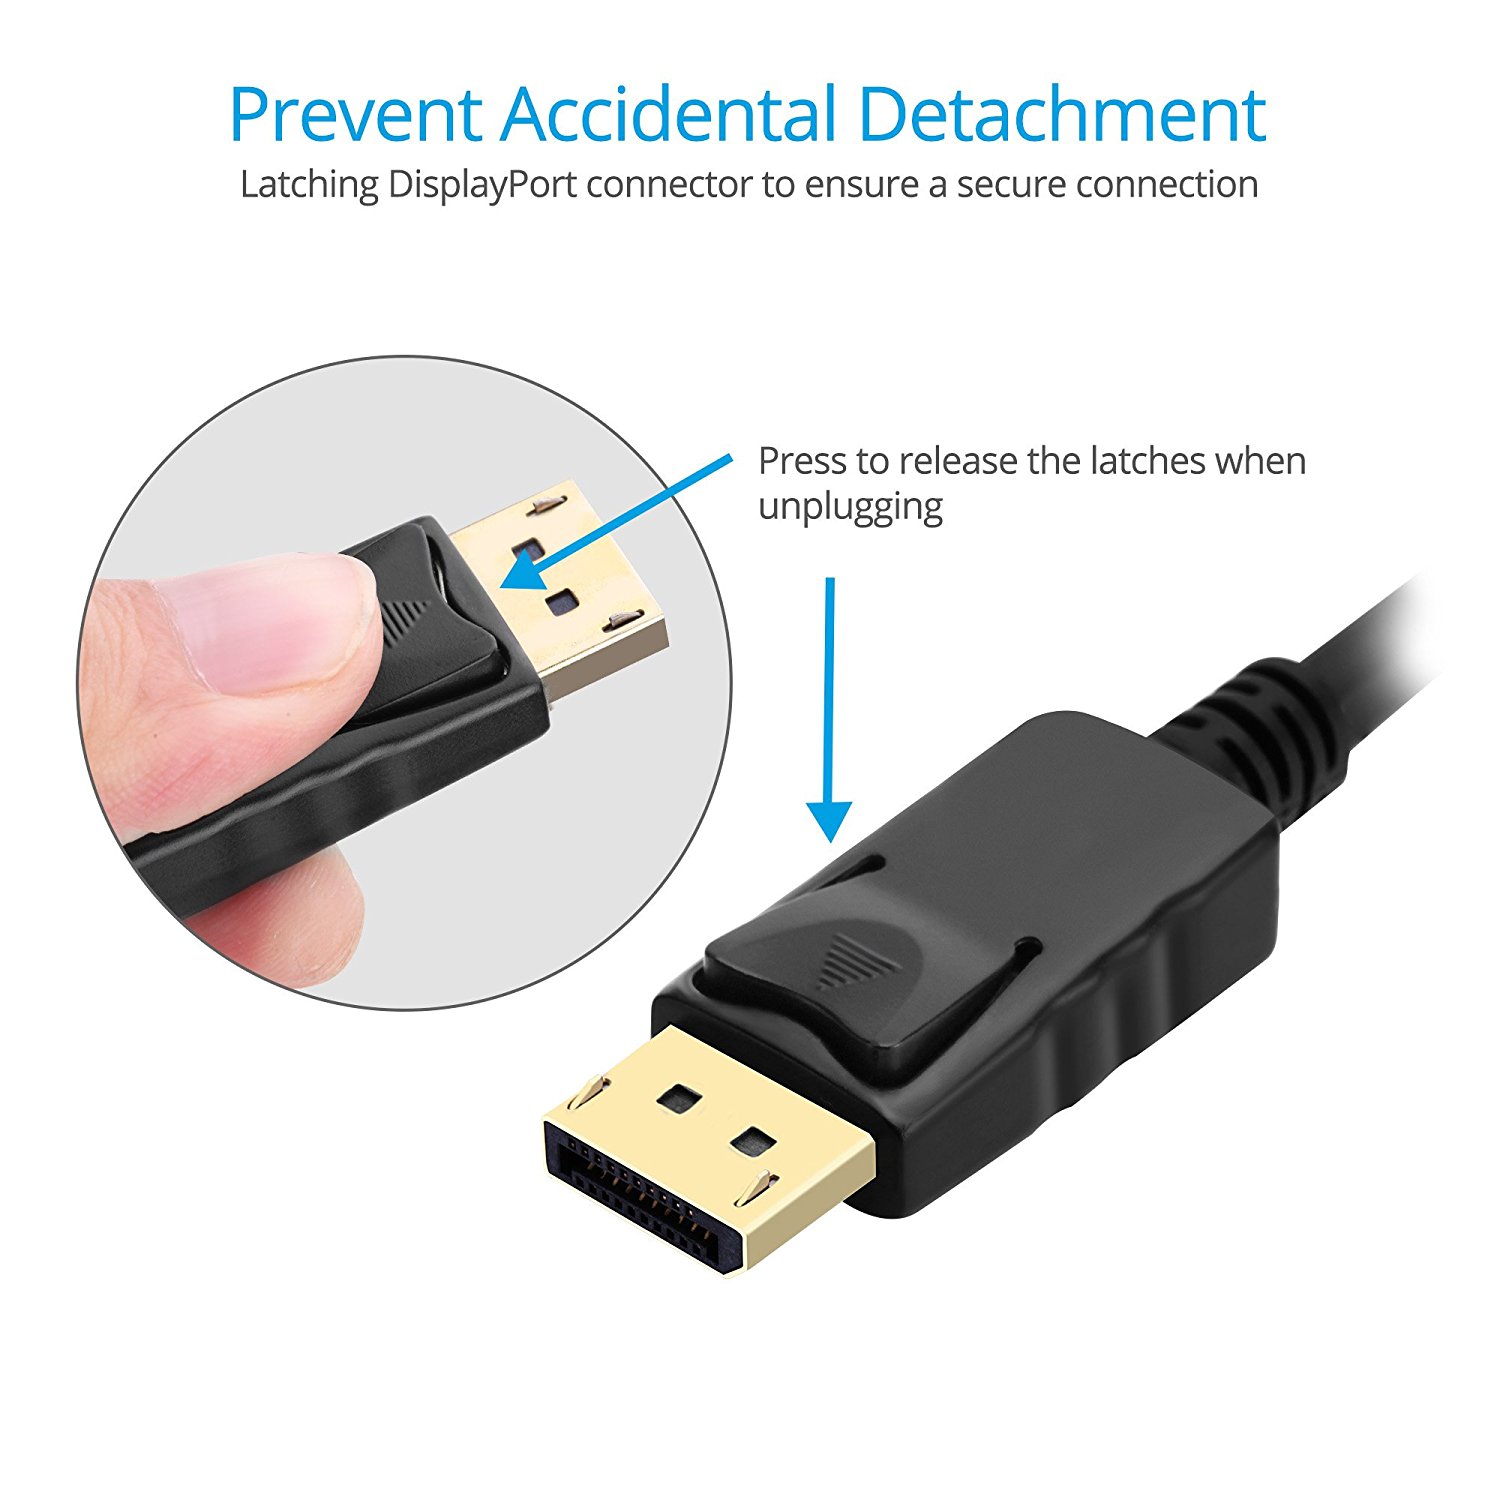 Prevent Accidental Detachment
Latching DisplayPort connector to ensure a secure connection
Press to release the latches when
unplugging